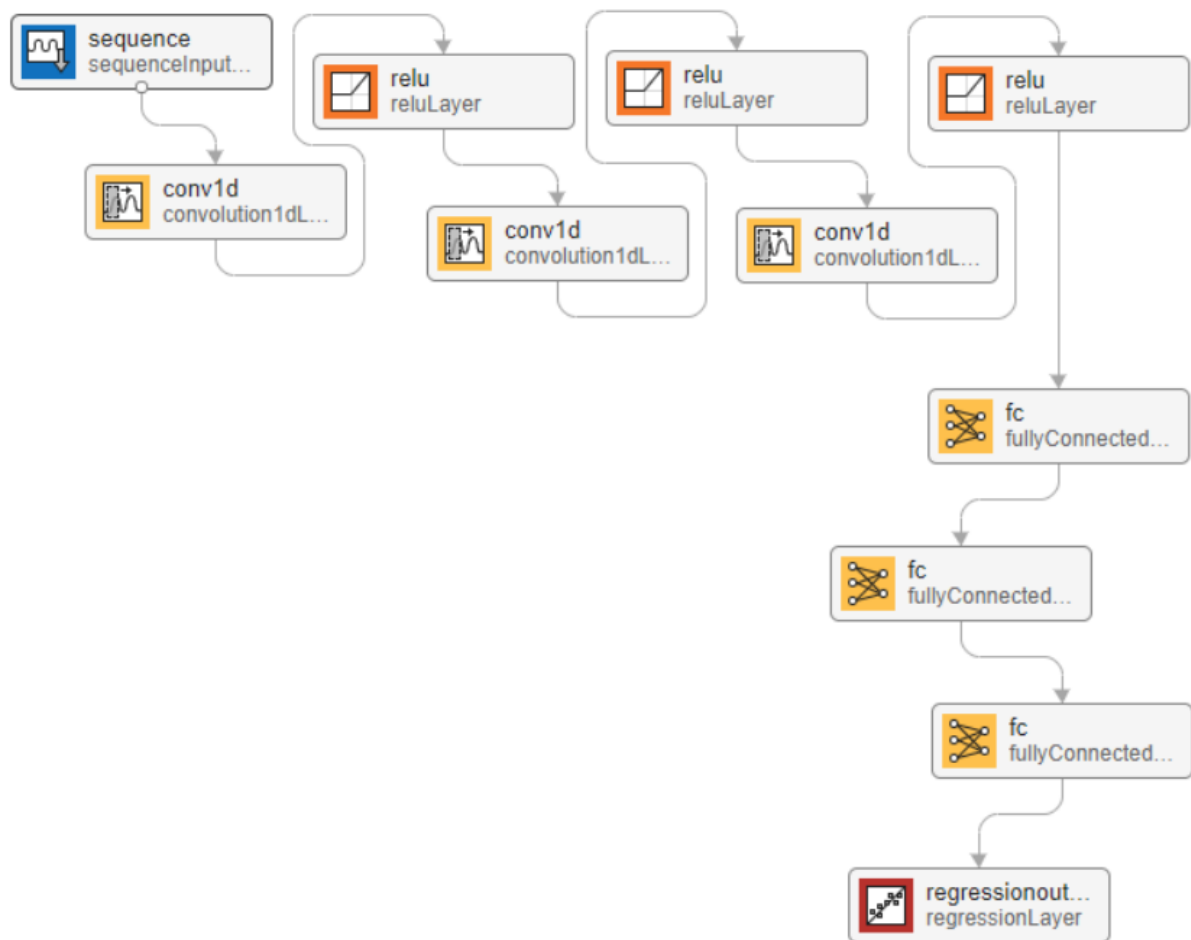 sequence
sequenceInput...
conv1d
convolution1dL...
relu
reluLayer
conv1d
convolution1dL...
relu
reluLayer
conv1d
convolution1dL...
relu
reluLayer
fc
fullyConnected...
fc
fullyConnected...
fc
fullyConnected...
regressionout...
regressionLayer